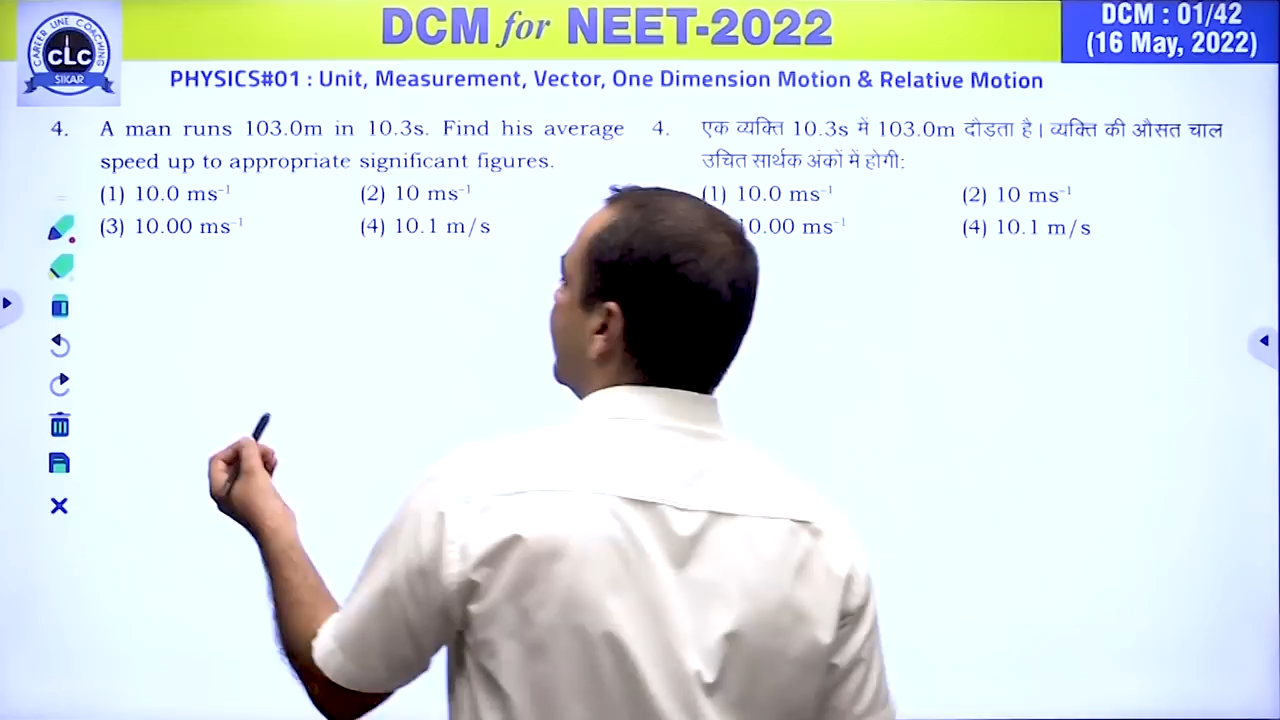 DCM for NEET-2022
DCM : 01/42
(16 May, 2022)
CAREER LINE COACHING
CLC
SIKAR
PHYSICS#01 : Unit, Measurement, Vector, One Dimension Motion & Relative Motion
4. A man runs 103.0m in 10.3s. Find his average
speed up to appropriate significant figures.
(1) 10.0 ms⁻¹ (2) 10 ms⁻¹
(3) 10.00 ms⁻¹ (4) 10.1 m/s
4. एक व्यक्ति 10.3s में 103.0m दौडता है। व्यक्ति की औसत चाल
उचित सार्थक अंकों में होगी:
(1) 10.0 ms⁻¹ (2) 10 ms⁻¹
10.00 ms⁻¹ (4) 10.1 m/s